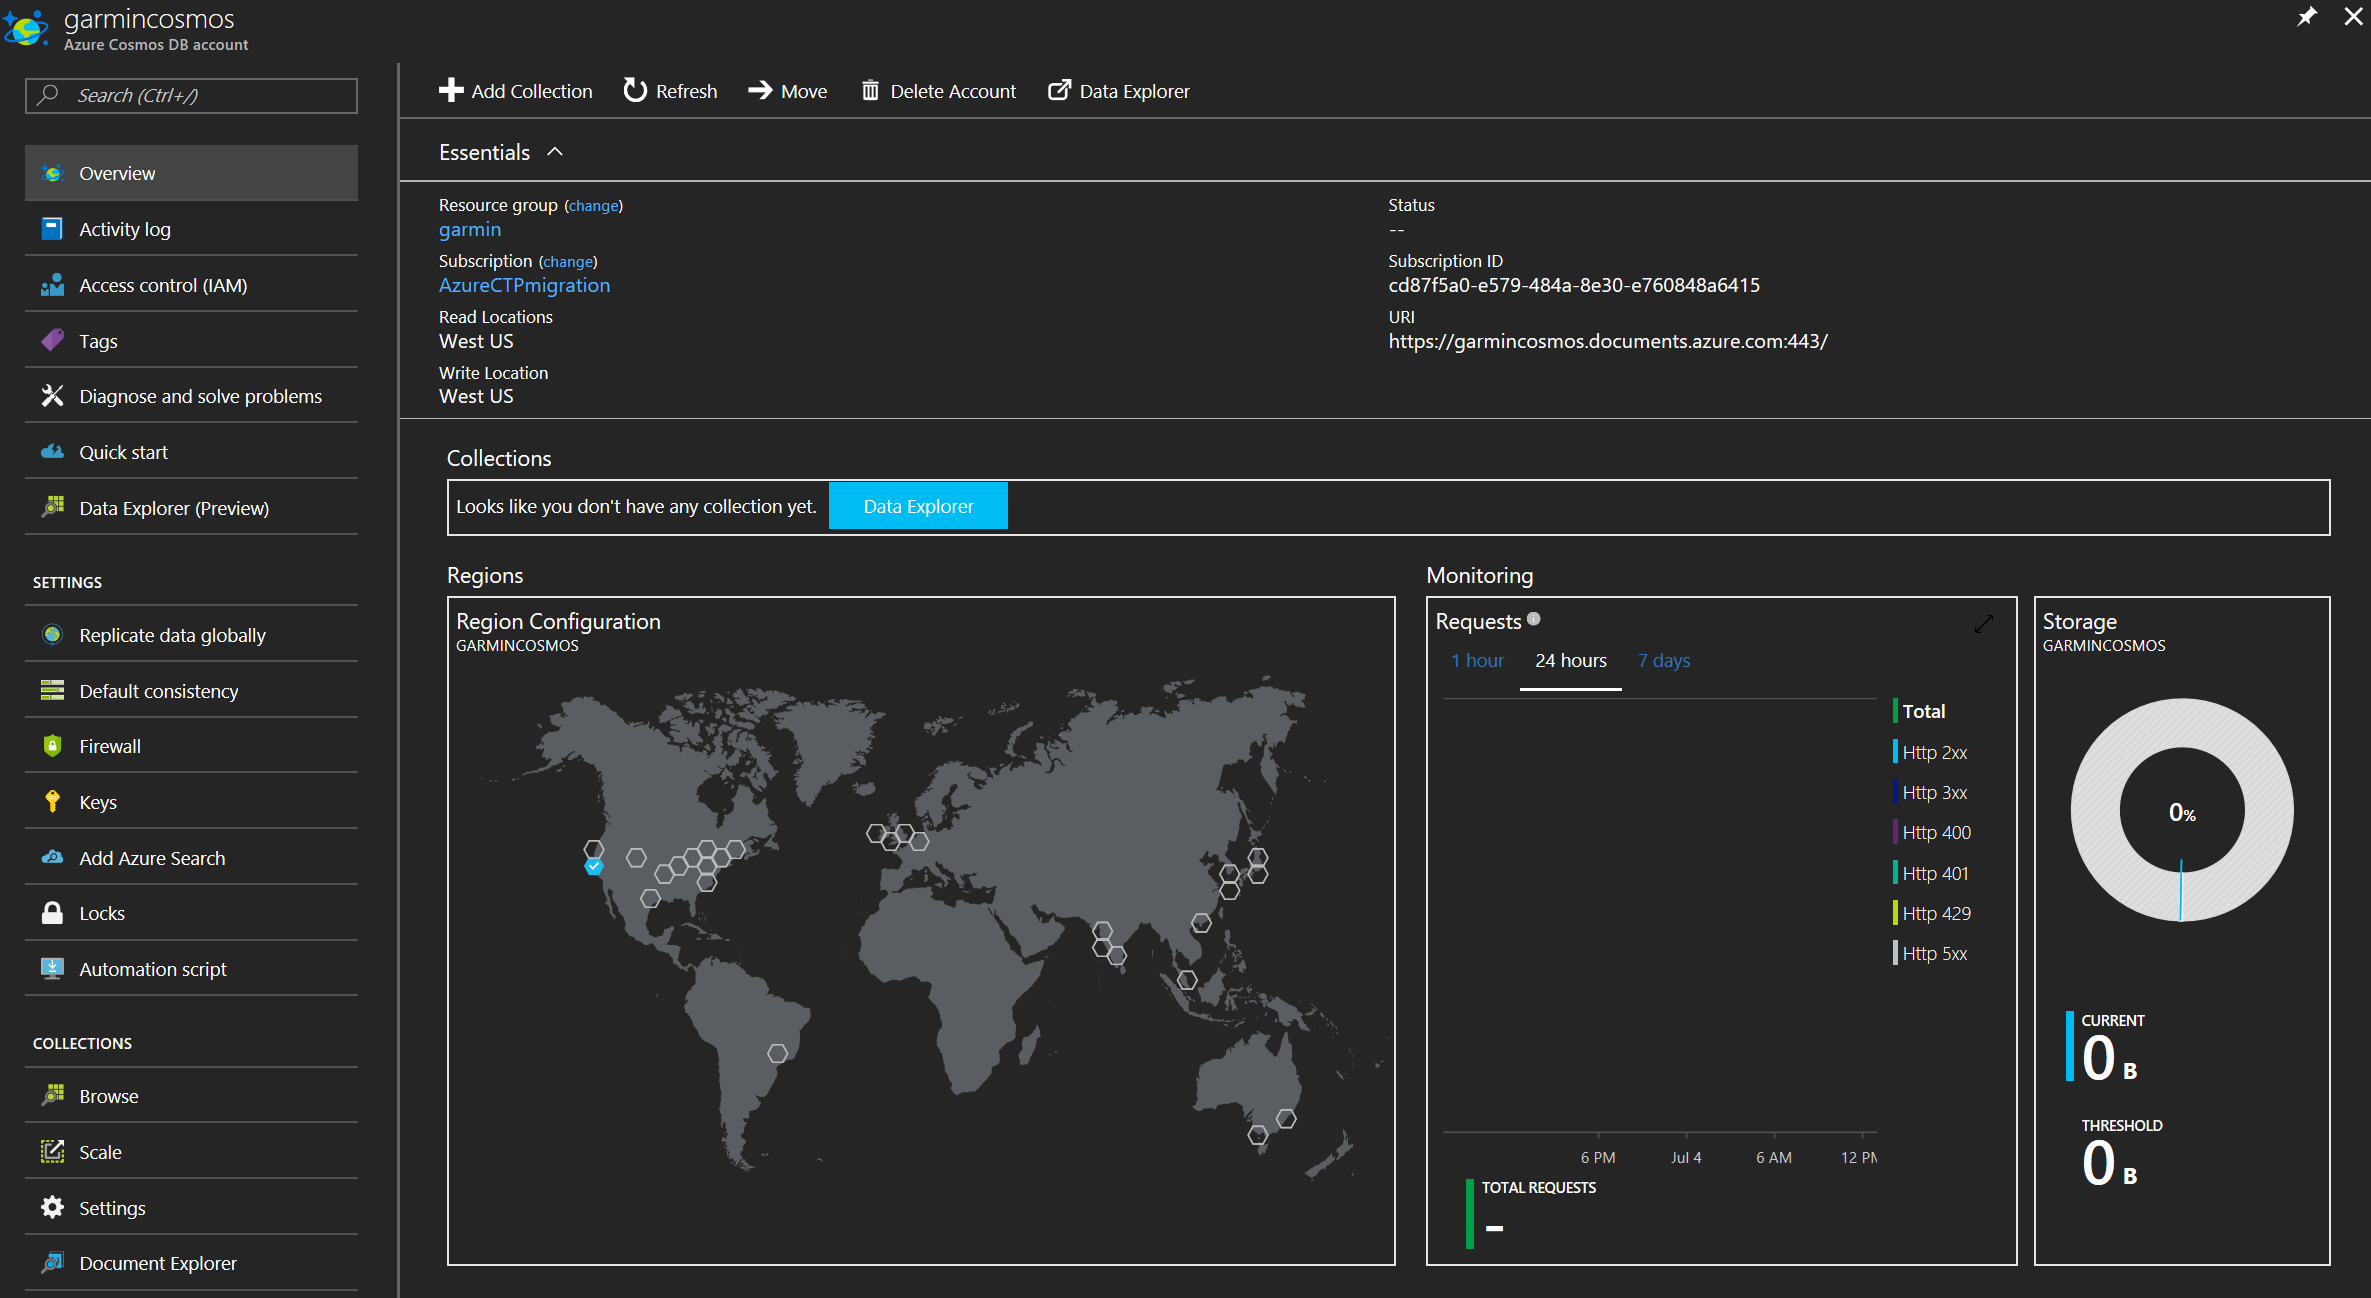 garmincosmos
Azure Cosmos DB account
Search (Ctrl+/)
Overview
Activity log
Access control (IAM)
Tags
Diagnose and solve problems
Quick start
Data Explorer (Preview)
SETTINGS
Replicate data globally
Default consistency
Firewall
Keys
Add Azure Search
Locks
Automation script
COLLECTIONS
Browse
Scale
Settings
Document Explorer
Add Collection Refresh Move Delete Account Data Explorer
Essentials
Resource group (change)
garmin
Subscription (change)
AzureCTPmigration
Read Locations
West US
Write Location
West US
Status
--
Subscription ID
cd87f5a0-e579-484a-8e30-e760848a6415
URI
https://garmincosmos.documents.azure.com:443/
Collections
Looks like you don't have any collection yet. Data Explorer
Regions
Region Configuration
GARMINCOSMOS
Monitoring
Requests
1 hour 24 hours 7 days
Total
Http 2xx
Http 3xx
Http 400
Http 401
Http 429
Http 5xx
6 PM Jul 4 6 AM 12 PM
TOTAL REQUESTS
--
Storage
GARMINCOSMOS
0%
CURRENT
0 B
THRESHOLD
0 B